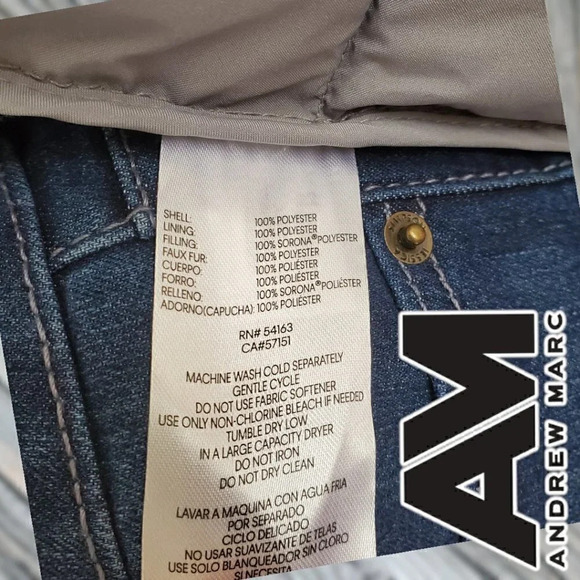 SHELL: 100% POLYESTER
LINING: 100% POLYESTER
FILLING: 100% SORONA®POLYESTER
FAUX FUR: 100% POLYESTER
CUERPO: 100% POLIÉSTER
FORRO: 100% POLIÉSTER
RELLENO: 100% SORONA®POLIÉSTER
ADORNO(CAPUCHA): 100% POLIÉSTER
RN# 54163
CA#57151
MACHINE WASH COLD SEPARATELY
GENTLE CYCLE
DO NOT USE FABRIC SOFTENER
USE ONLY NON-CHLORINE BLEACH IF NEEDED
TUMBLE DRY LOW
IN A LARGE CAPACITY DRYER
DO NOT IRON
DO NOT DRY CLEAN
LAVAR A MAQUINA CON AGUA FRIA
POR SEPARADO
CICLO DELICADO
NO USAR SUAVIZANTE DE TELAS
USE SOLO BLANQUEADOR SIN CLORO
SI ES NECESARIO
AM
ANDREW MARC